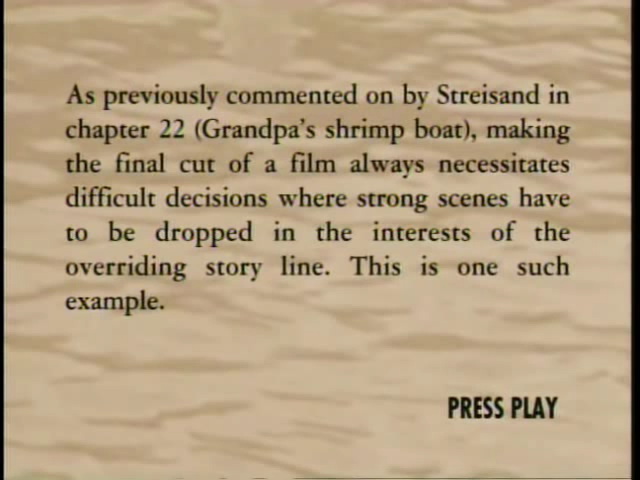 As previously commented on by Streisand in
chapter 22 (Grandpa's shrimp boat), making
the final cut of a film always necessitates
difficult decisions where strong scenes have
to be dropped in the interests of the
overriding story line. This is one such
example.
PRESS PLAY